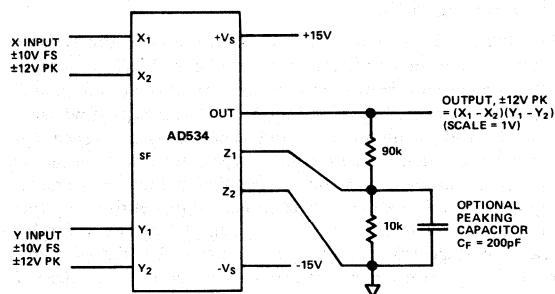 X INPUT
±10V FS
±12V PK
X₁
X₂
+Vₛ
+15V
OUT
AD534
SF
Z₁
Z₂
OUTPUT, ±12V PK
= (X₁ - X₂)(Y₁ - Y₂)
(SCALE = 1V)
90k
10k
OPTIONAL
PEAKING
CAPACITOR
C_F = 200pF
Y INPUT
±10V FS
±12V PK
Y₁
Y₂
-Vₛ
-15V